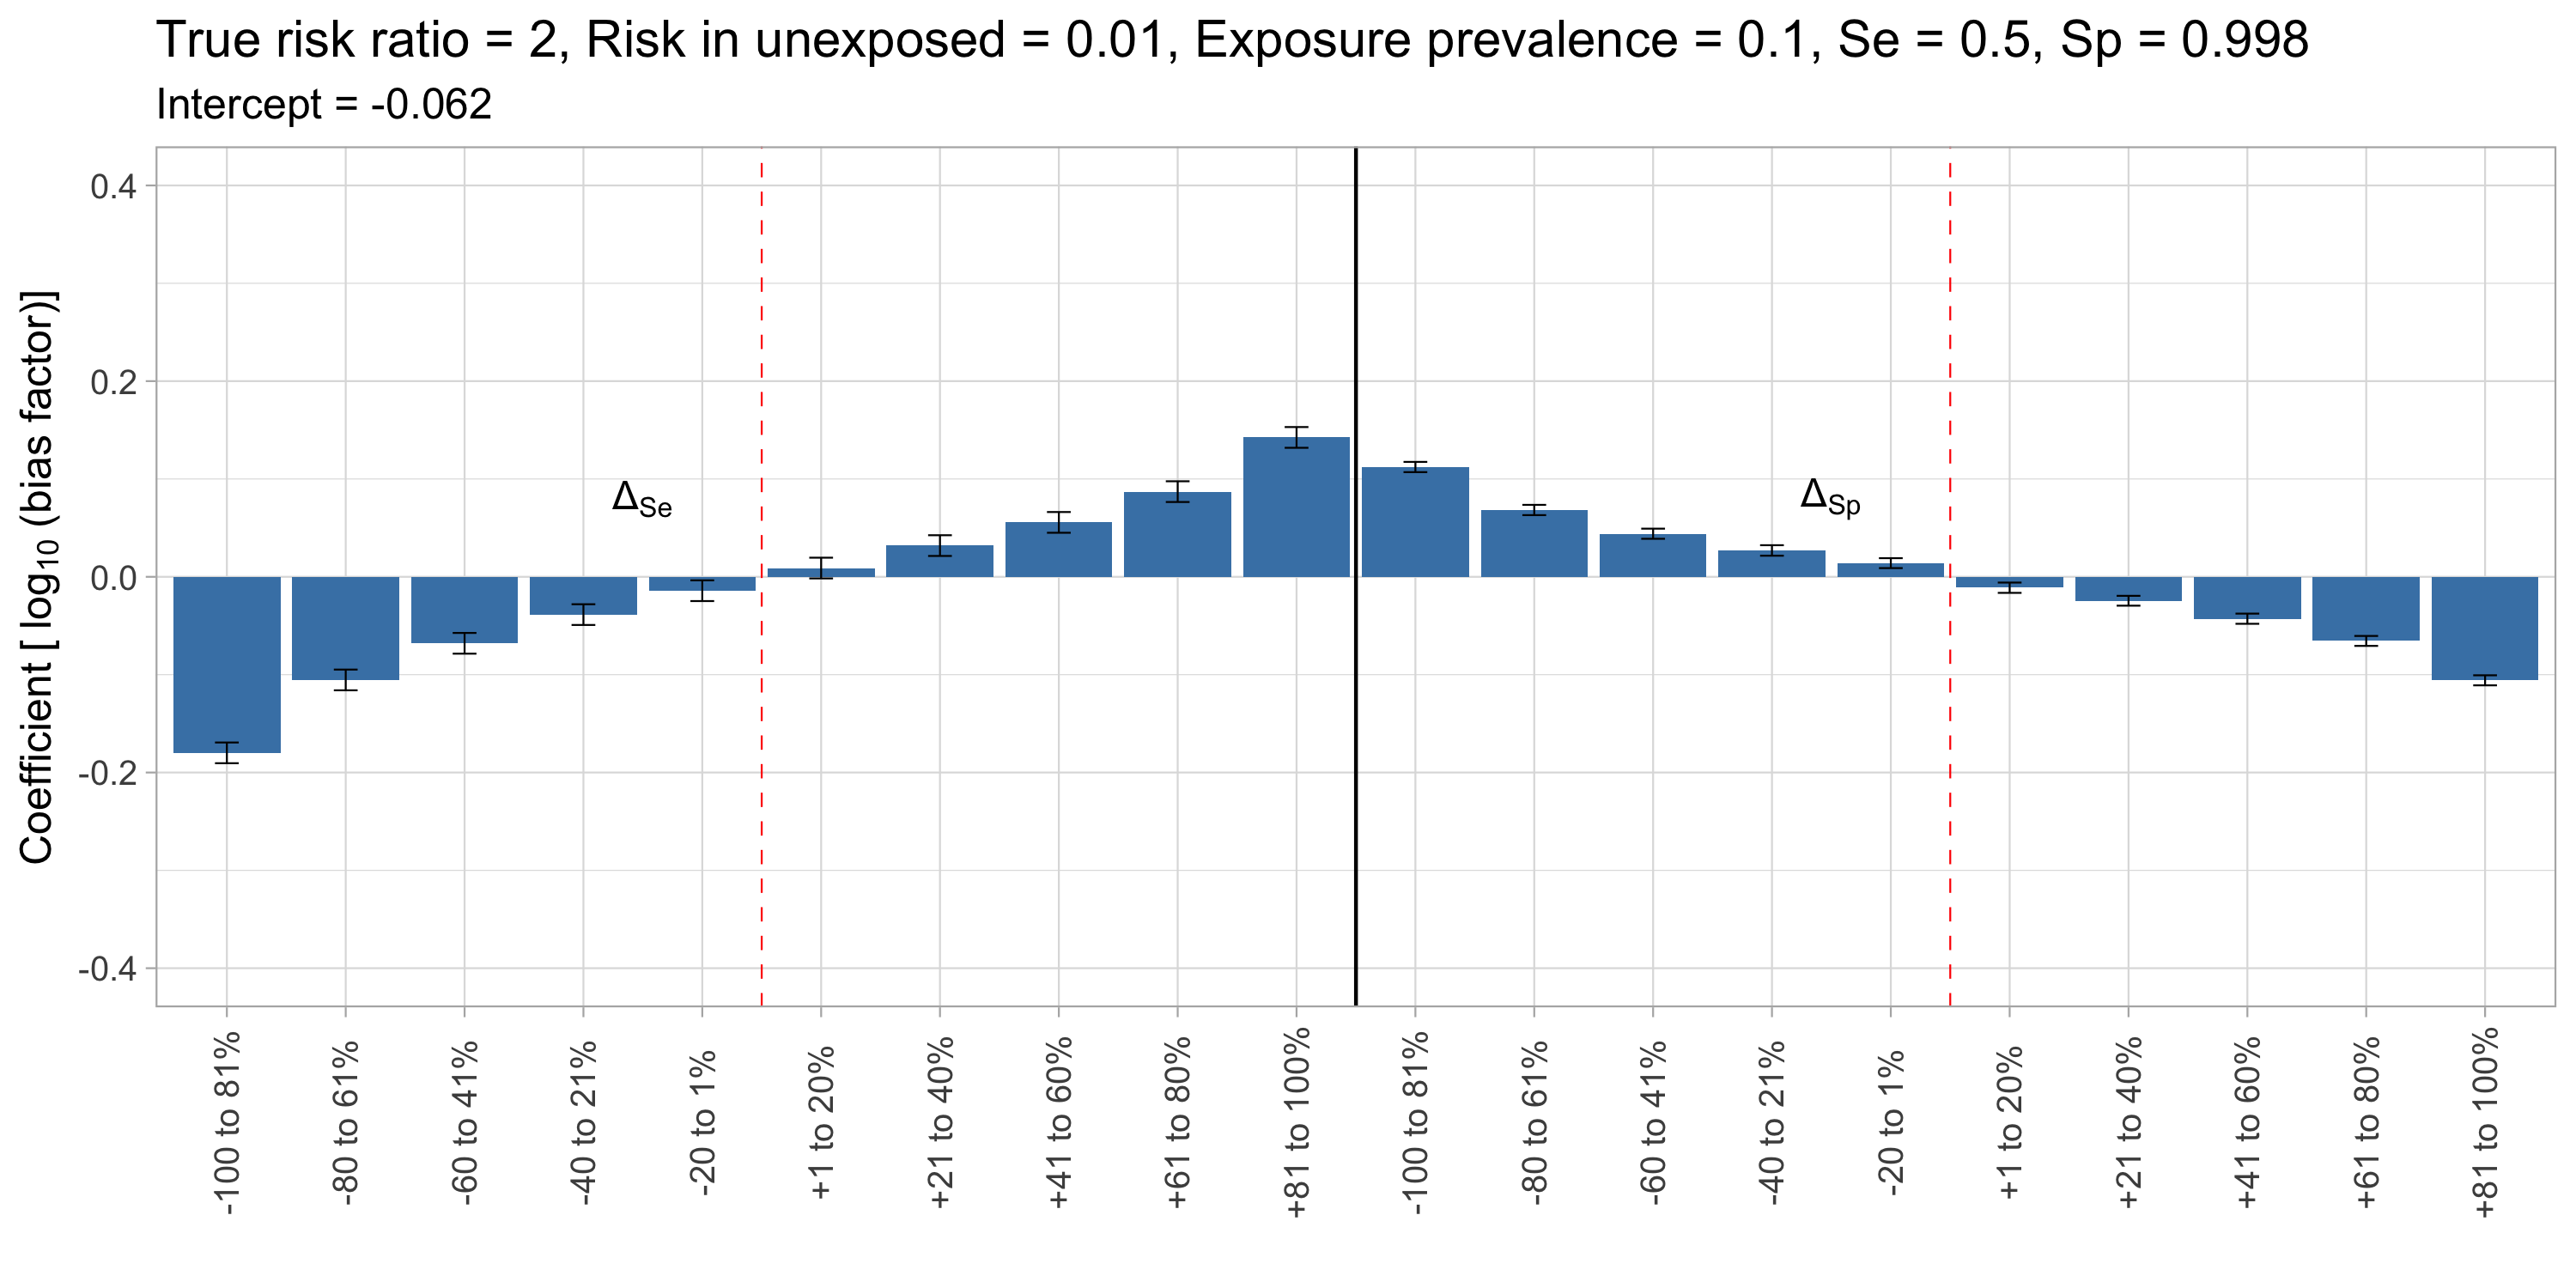 True risk ratio = 2, Risk in unexposed = 0.01, Exposure prevalence = 0.1, Se = 0.5, Sp = 0.998
Intercept = -0.062
Coefficient [ log10 (bias factor)]
0.4
0.2
0.0
-0.2
-0.4
ΔSe
ΔSp
-100 to 81%
-80 to 61%
-60 to 41%
-40 to 21%
-20 to 1%
+1 to 20%
+21 to 40%
+41 to 60%
+61 to 80%
+81 to 100%
-100 to 81%
-80 to 61%
-60 to 41%
-40 to 21%
-20 to 1%
+1 to 20%
+21 to 40%
+41 to 60%
+61 to 80%
+81 to 100%